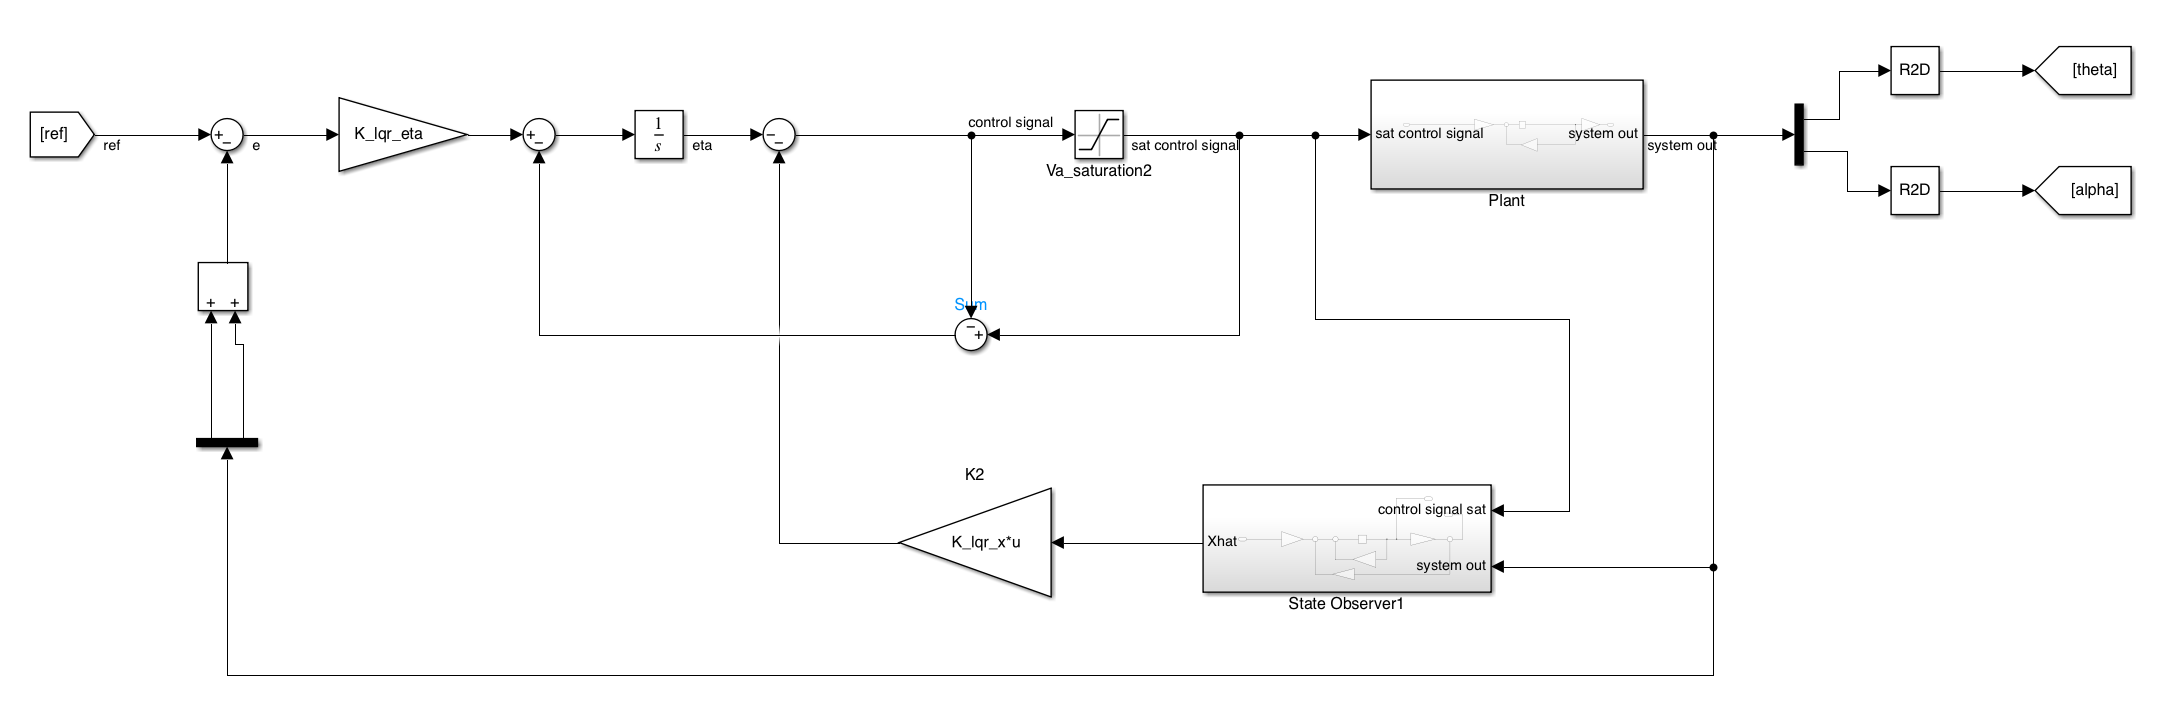 [ref]
ref
+
−
e
K_lqr_eta
+
−
1
s
eta
−
−
control signal
Va_saturation2
sat control signal
sat control signal
system out
Plant
system out
R2D
[theta]
R2D
[alpha]
+ +
Sum
−
+
K2
K_lqr_x*u
Xhat
control signal sat
system out
State Observer1